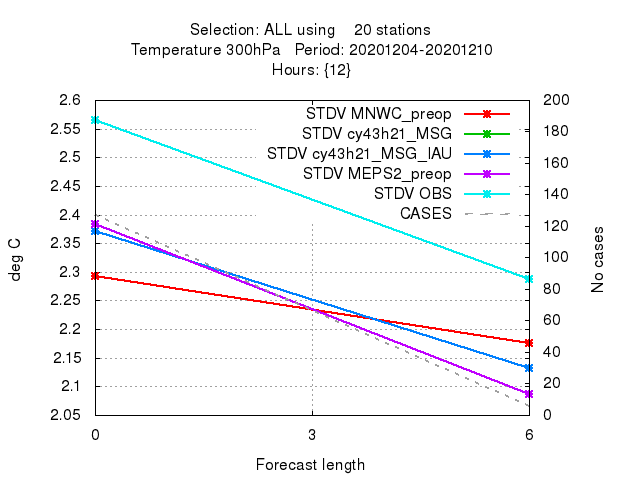 Selection: ALL using    20 stations
Temperature 300hPa   Period: 20201204-20201210
Hours: {12}
STDV MNWC_preop
STDV cy43h21_MSG
STDV cy43h21_MSG_IAU
STDV MEPS2_preop
STDV OBS
CASES
2.6
2.55
2.5
2.45
2.4
2.35
2.3
2.25
2.2
2.15
2.1
2.05
deg C
200
180
160
140
120
100
80
60
40
20
0
No cases
0 3 6
Forecast length